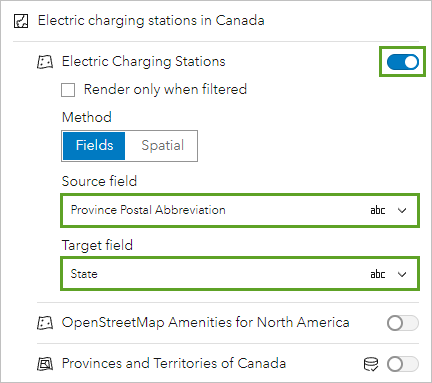 Electric charging stations in Canada
Electric Charging Stations
Render only when filtered
Method
Fields Spatial
Source field
Province Postal Abbreviation abc
Target field
State abc
OpenStreetMap Amenities for North America
Provinces and Territories of Canada